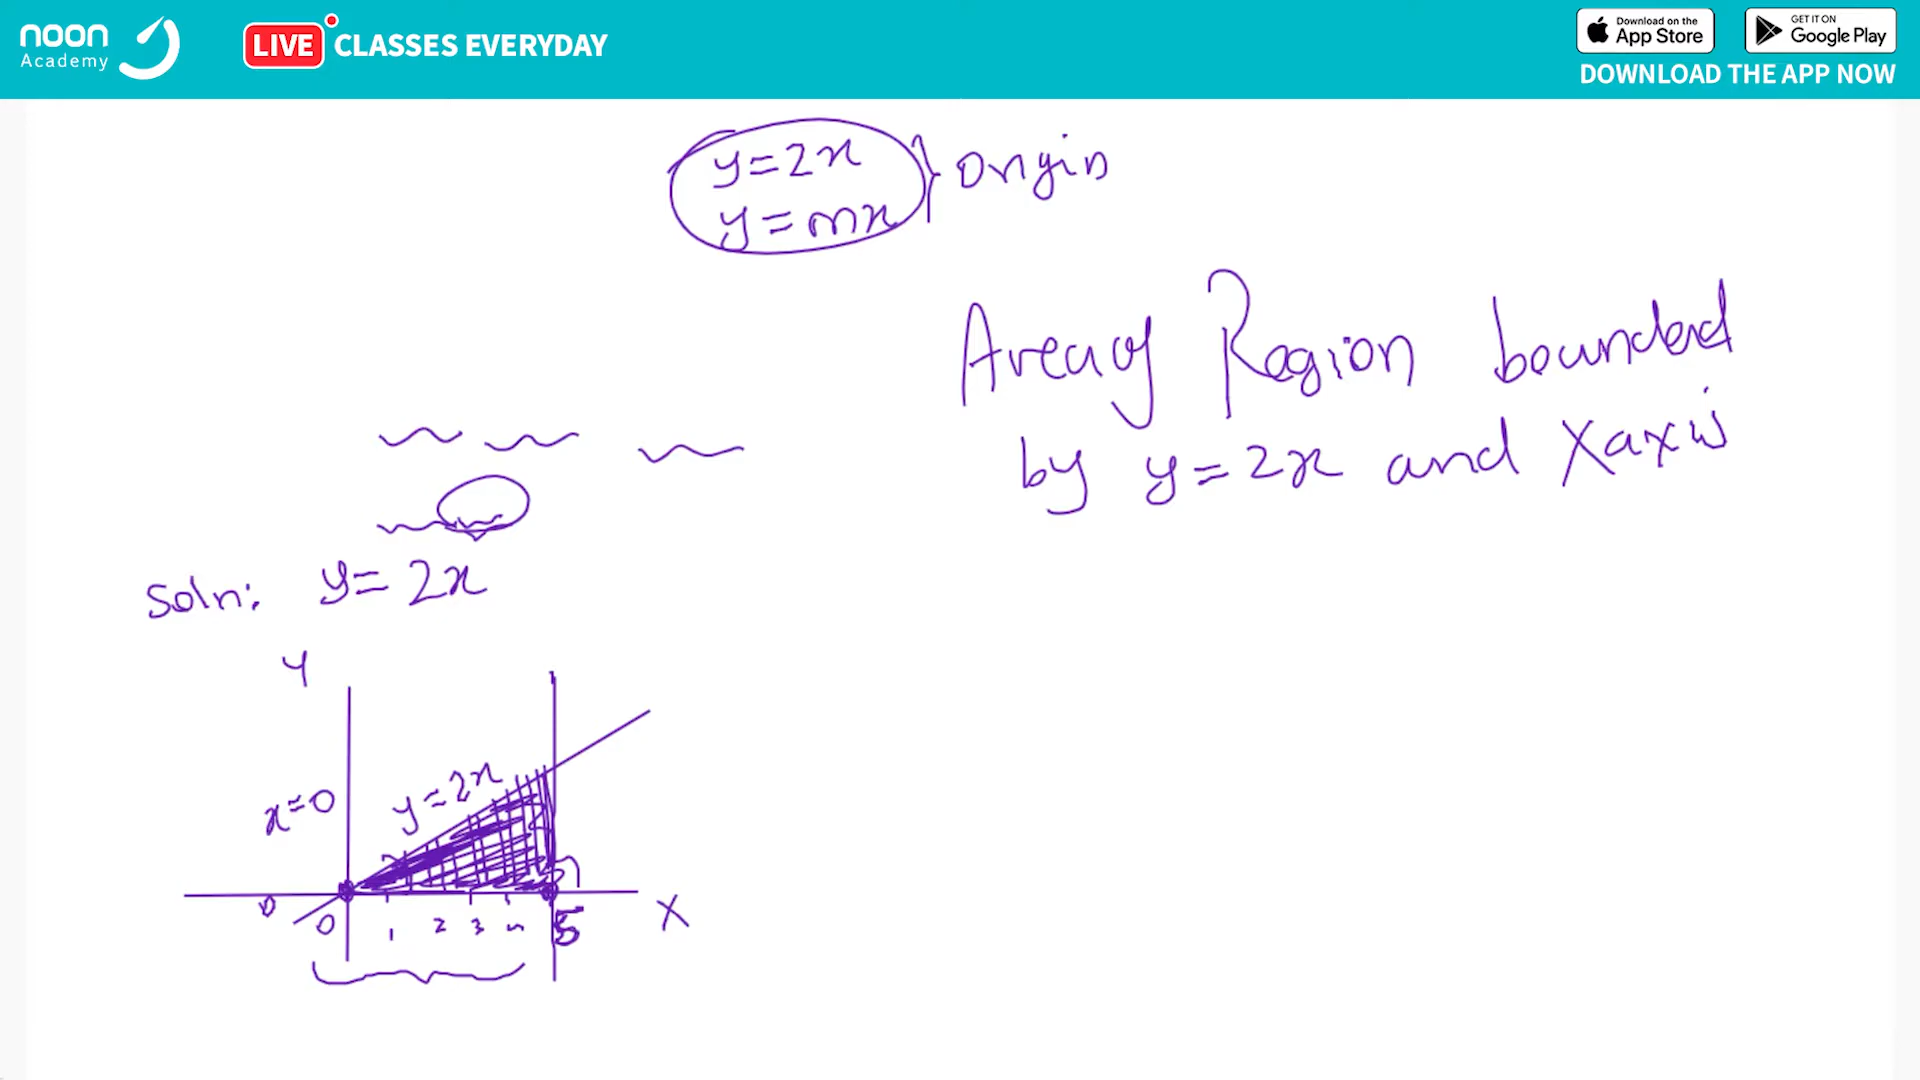 noon
Academy
LIVE CLASSES EVERYDAY
Download on the
App Store
GET IT ON
Google Play
DOWNLOAD THE APP NOW
y=2x
y=mx
origin
Area of Region bounded
by y=2x and X axis
Soln: y=2x
Y
x=0
y=2x
0 1 2 3 5
X